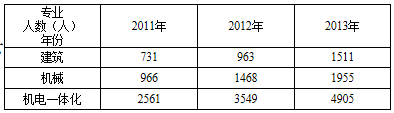 专业
人数（人）
年份 2011年 2012年 2013年
建筑 731 963 1511
机械 966 1468 1955
机电一体化 2561 3549 4905